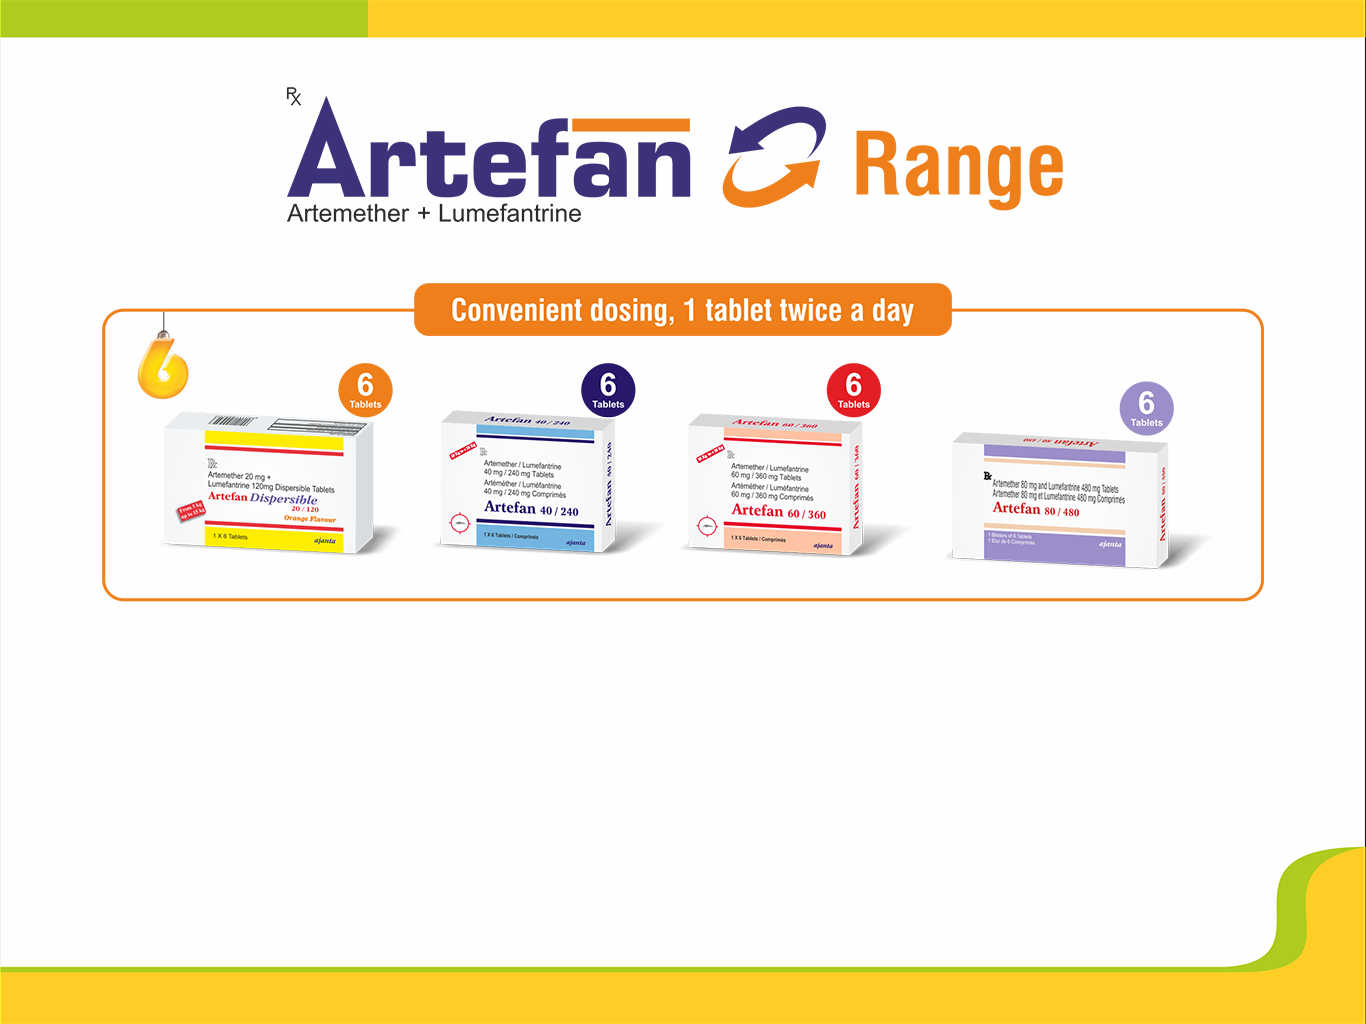 Rx
Artefan Range
Artemether + Lumefantrine
Convenient dosing, 1 tablet twice a day
6
6
Tablets
Rx
Artemether 20 mg +
Lumefantrine 120mg Dispersible Tablets
Artefan Dispersible
20 / 120
Orange Flavour
From 5 kg
up to 15 kg
1 X 6 Tablets
ajanta
6
Tablets
Artefan 40 / 240
Rx
Artemether / Lumefantrine
40 mg / 240 mg Tablets
Artéméther / Luméfantrine
40 mg / 240 mg Comprimés
Artefan 40 / 240
1 X 6 Tablets / Comprimés
ajanta
Artefan 40 / 240
6
Tablets
Artefan 60 / 360
Rx
Artemether / Lumefantrine
60 mg / 360 mg Tablets
Artéméther / Luméfantrine
60 mg / 360 mg Comprimés
Artefan 60 / 360
1 X 6 Tablets / Comprimés
ajanta
Artefan 60 / 360
6
Tablets
Artefan 80 / 480
Rx
Artemether 80 mg and Lumefantrine 480 mg Tablets
Artemether 80 mg et Lumefantrine 480 mg Comprimés
Artefan 80 / 480
1 Blisters of 6 Tablets
1 Etui de 6 Comprimés
ajanta
Artefan 80 / 480